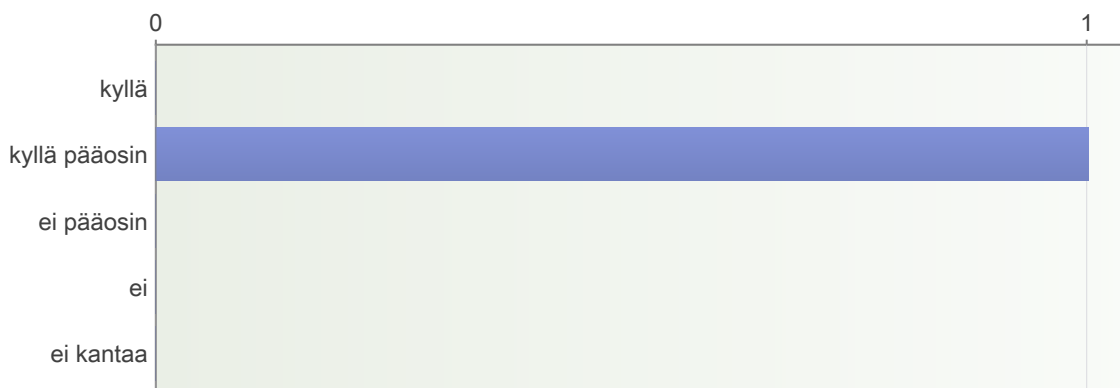 0 1
kyllä
kyllä pääosin
ei pääosin
ei
ei kantaa